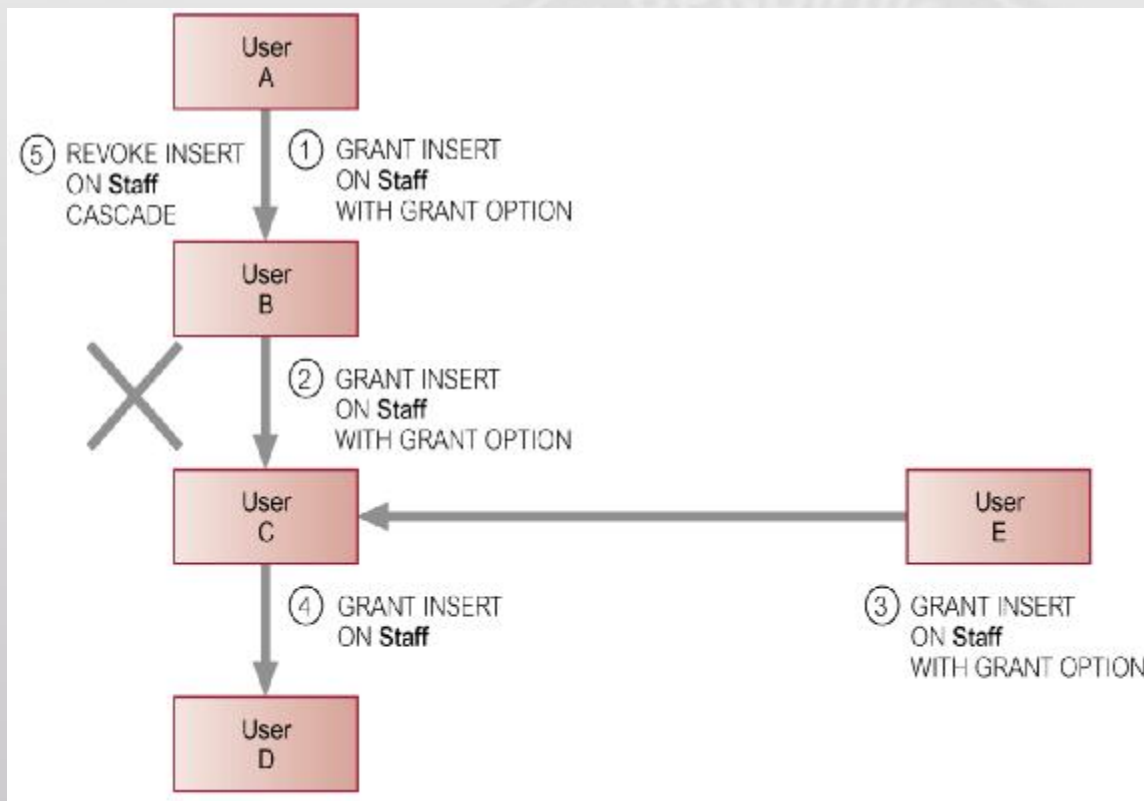 User
A
⑤ REVOKE INSERT
ON Staff
CASCADE
① GRANT INSERT
ON Staff
WITH GRANT OPTION
User
B
② GRANT INSERT
ON Staff
WITH GRANT OPTION
User
C
User
E
④ GRANT INSERT
ON Staff
③ GRANT INSERT
ON Staff
WITH GRANT OPTION
User
D